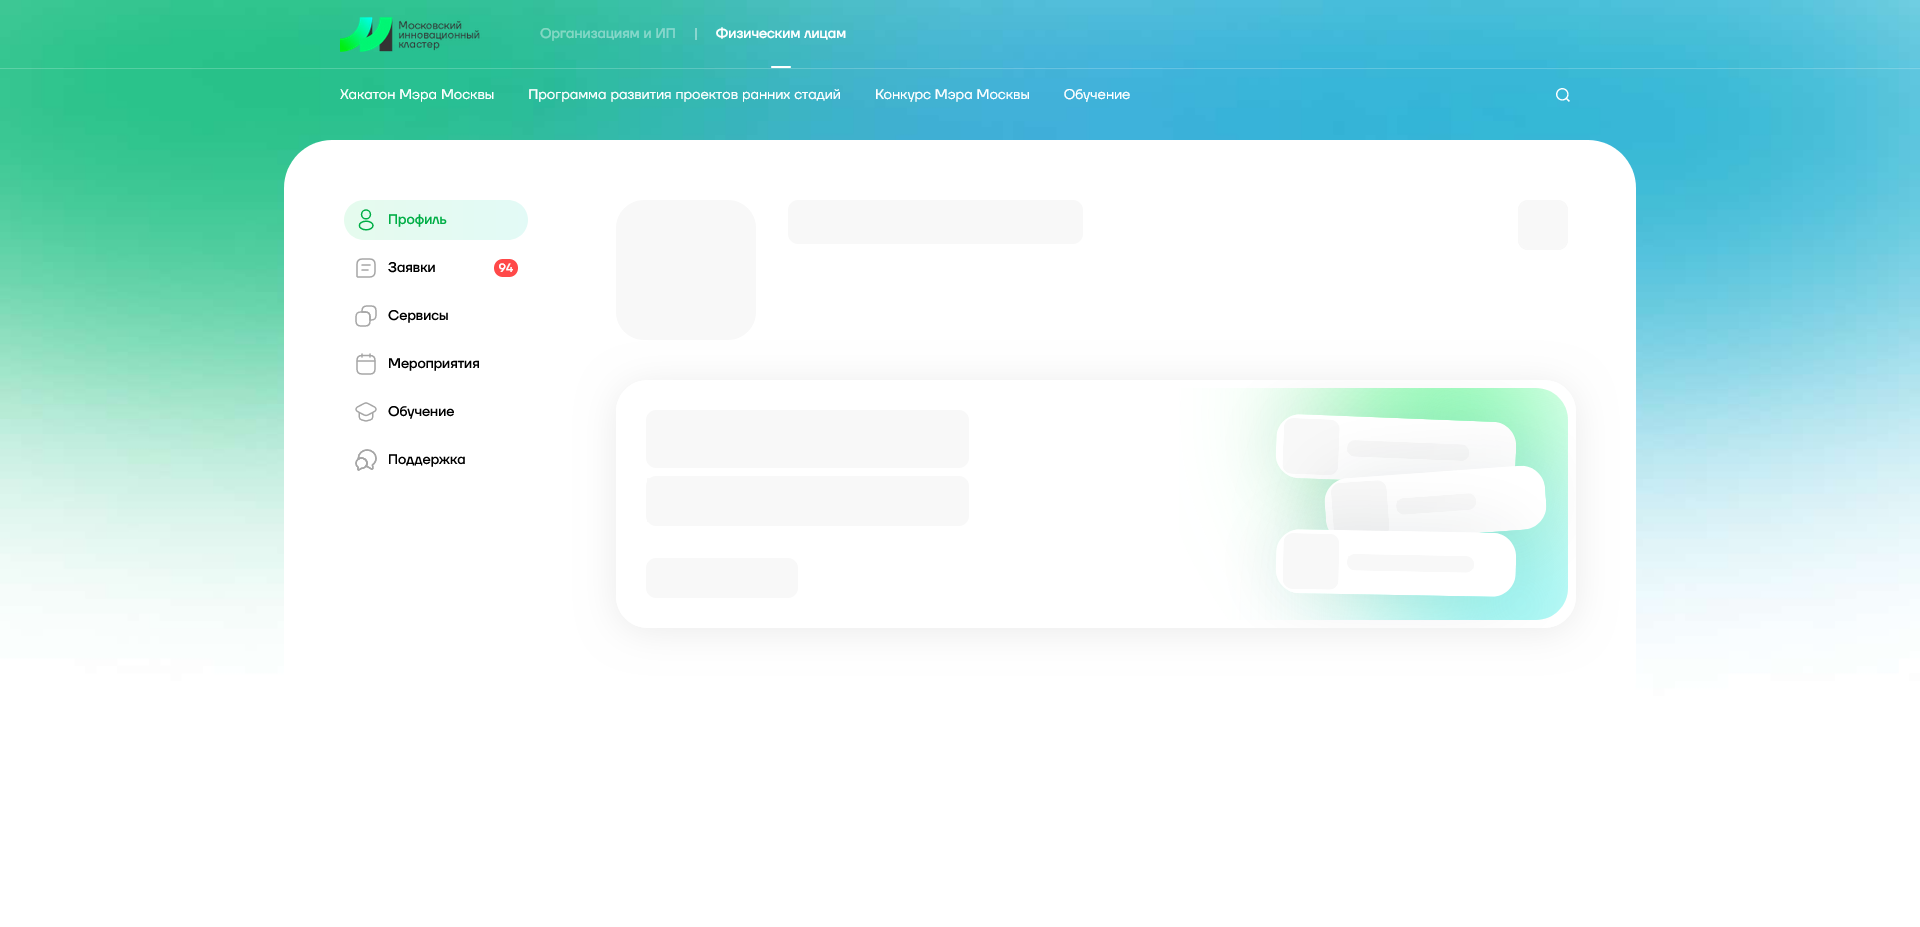 Московский
инновационный
кластер
Организациям и ИП | Физическим лицам
Хакатон Мэра Москвы Программа развития проектов ранних стадий Конкурс Мэра Москвы Обучение
Профиль
Заявки 94
Сервисы
Мероприятия
Обучение
Поддержка